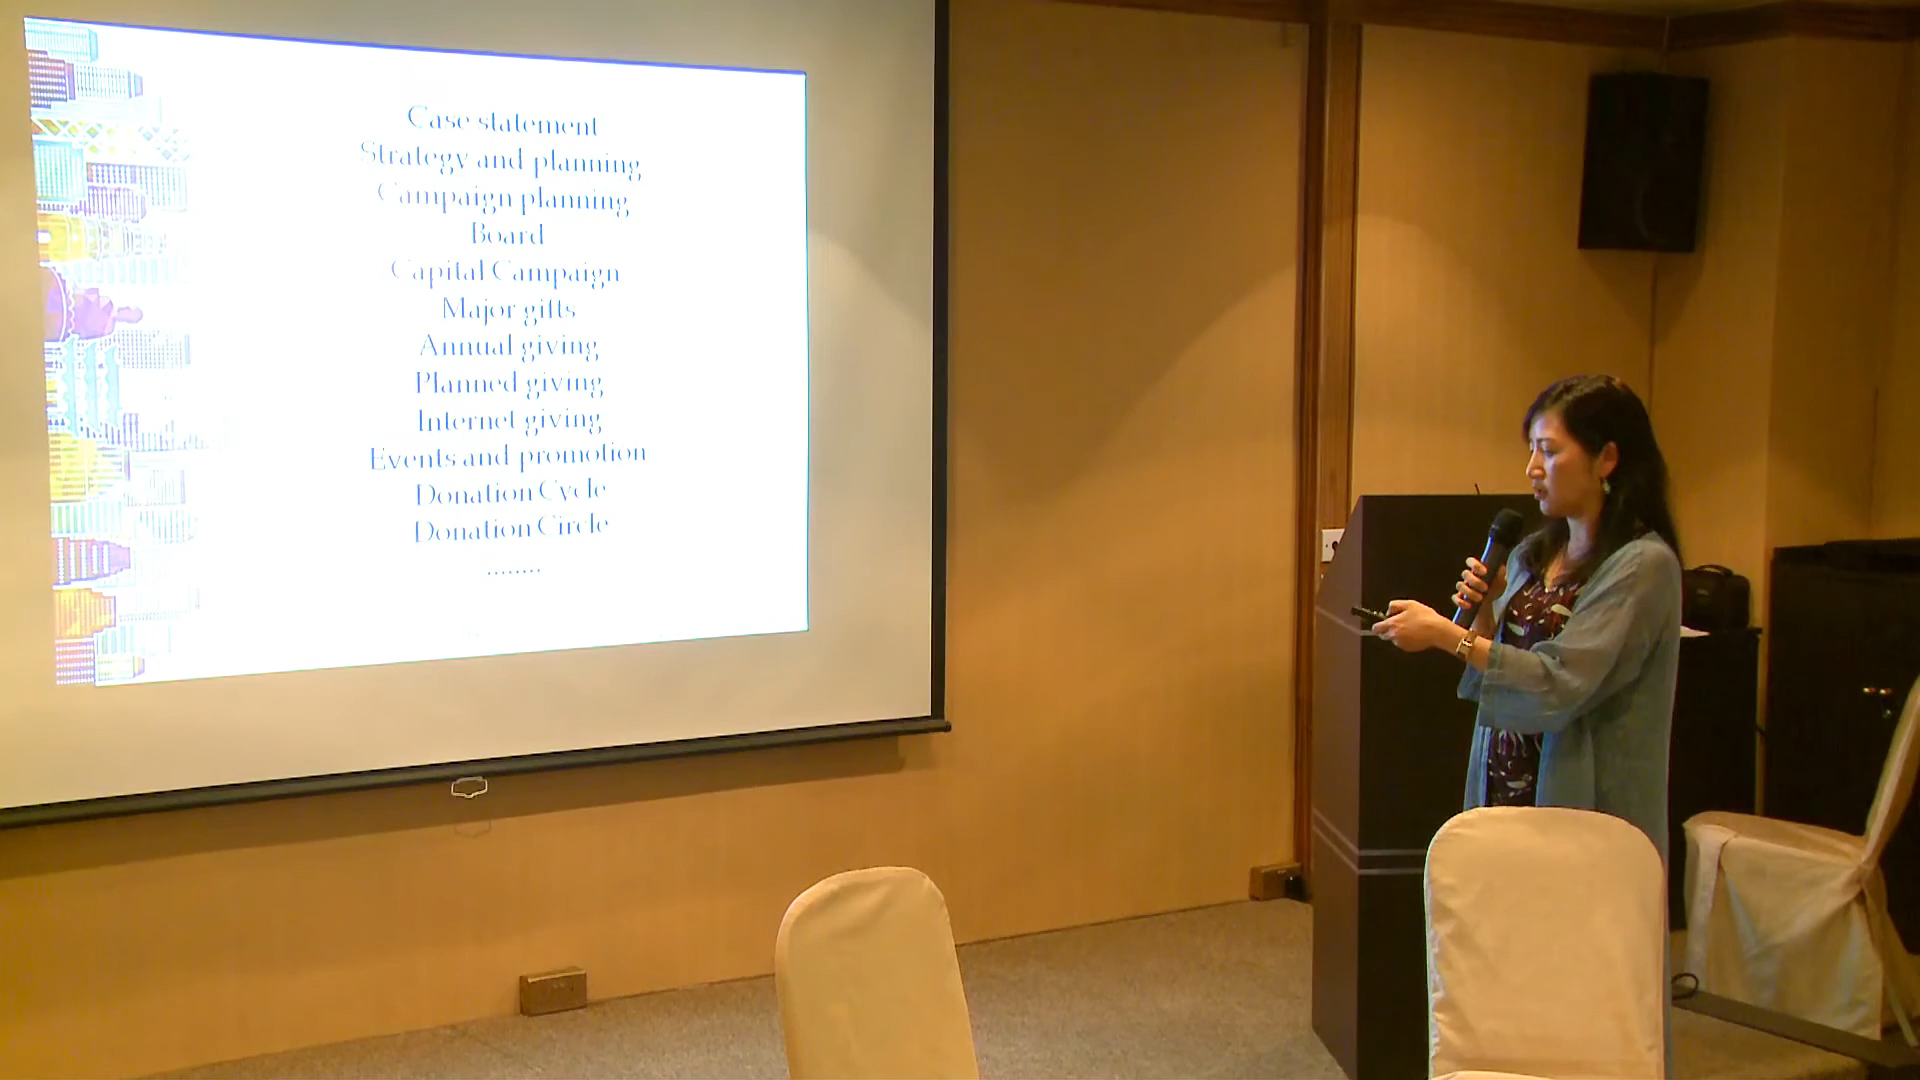 Case statement
Strategy and planning
Campaign planning
Board
Capital Campaign
Major gifts
Annual giving
Planned giving
Internet giving
Events and promotion
Donation Cycle
Donation Circle
........